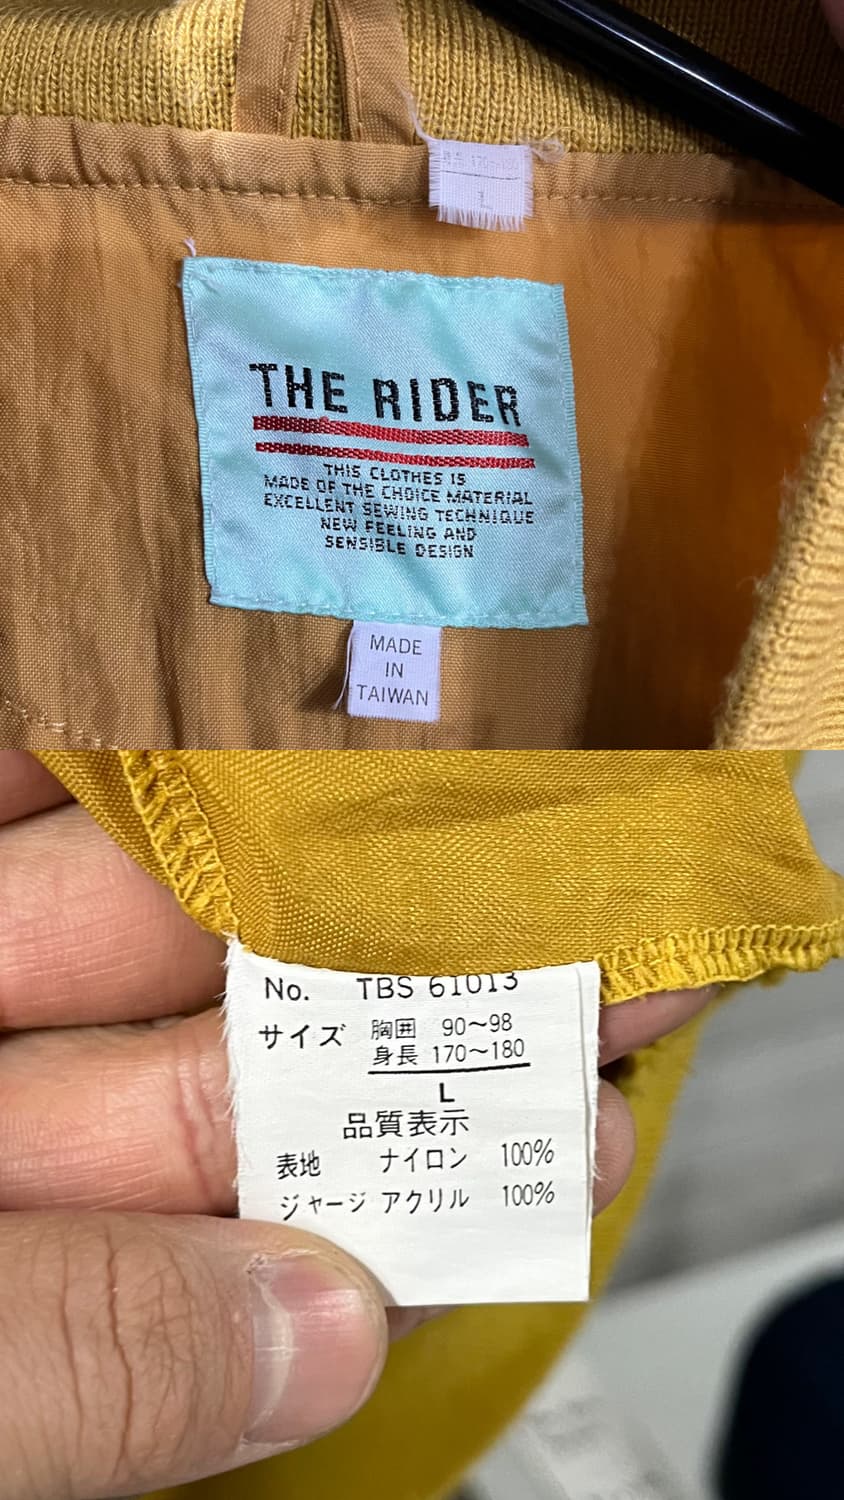 170~180
L
THE RIDER
THIS CLOTHES IS
MADE OF THE CHOICE MATERIAL
EXCELLENT SEWING TECHNIQUE
NEW FEELING AND
SENSIBLE DESIGN
MADE
IN
TAIWAN
No. TBS 61013
サイズ 胸囲 90~98
身長 170~180
L
品質表示
表地 ナイロン 100%
ジャージ アクリル 100%